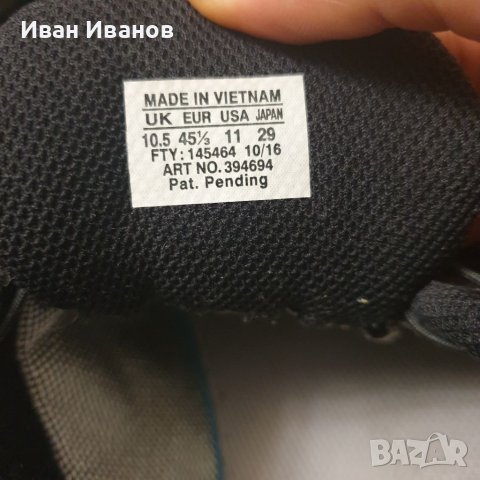 Иван Иванов
MADE IN VIETNAM
UK EUR USA JAPAN
10.5 45⅓ 11 29
FTY: 145464 10/16
ART NO. 394694
Pat. Pending
BAZAR